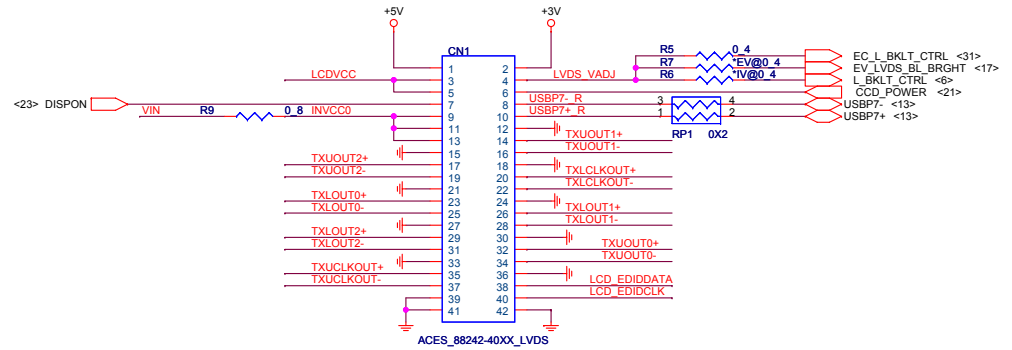 +5V +3V
CN1
R5 0_4 EC_L_BKLT_CTRL <31>
1 2 R7 *EV@0_4 EV_LVDS_BL_BRGHT <17>
LCDVCC 3 4 LVDS_VADJ R6 *IV@0_4 L_BKLT_CTRL <6>
5 6 CCD_POWER <21>
<23> DISPON 7 8 USBP7-_R 3 4 USBP7- <13>
VIN R9 0_8 INVCC0 9 10 USBP7+_R 1 2 USBP7+ <13>
11 12 RP1 0X2
13 14 TXUOUT1+
15 16 TXUOUT1-
TXUOUT2+ 17 18
TXUOUT2- 19 20 TXLCLKOUT+
21 22 TXLCLKOUT-
TXLOUT0+ 23 24
TXLOUT0- 25 26 TXLOUT1+
27 28 TXLOUT1-
TXLOUT2+ 29 30
TXLOUT2- 31 32 TXUOUT0+
33 34 TXUOUT0-
TXUCLKOUT+ 35 36
TXUCLKOUT- 37 38 LCD_EDIDDATA
39 40 LCD_EDIDCLK
41 42
ACES_88242-40XX_LVDS